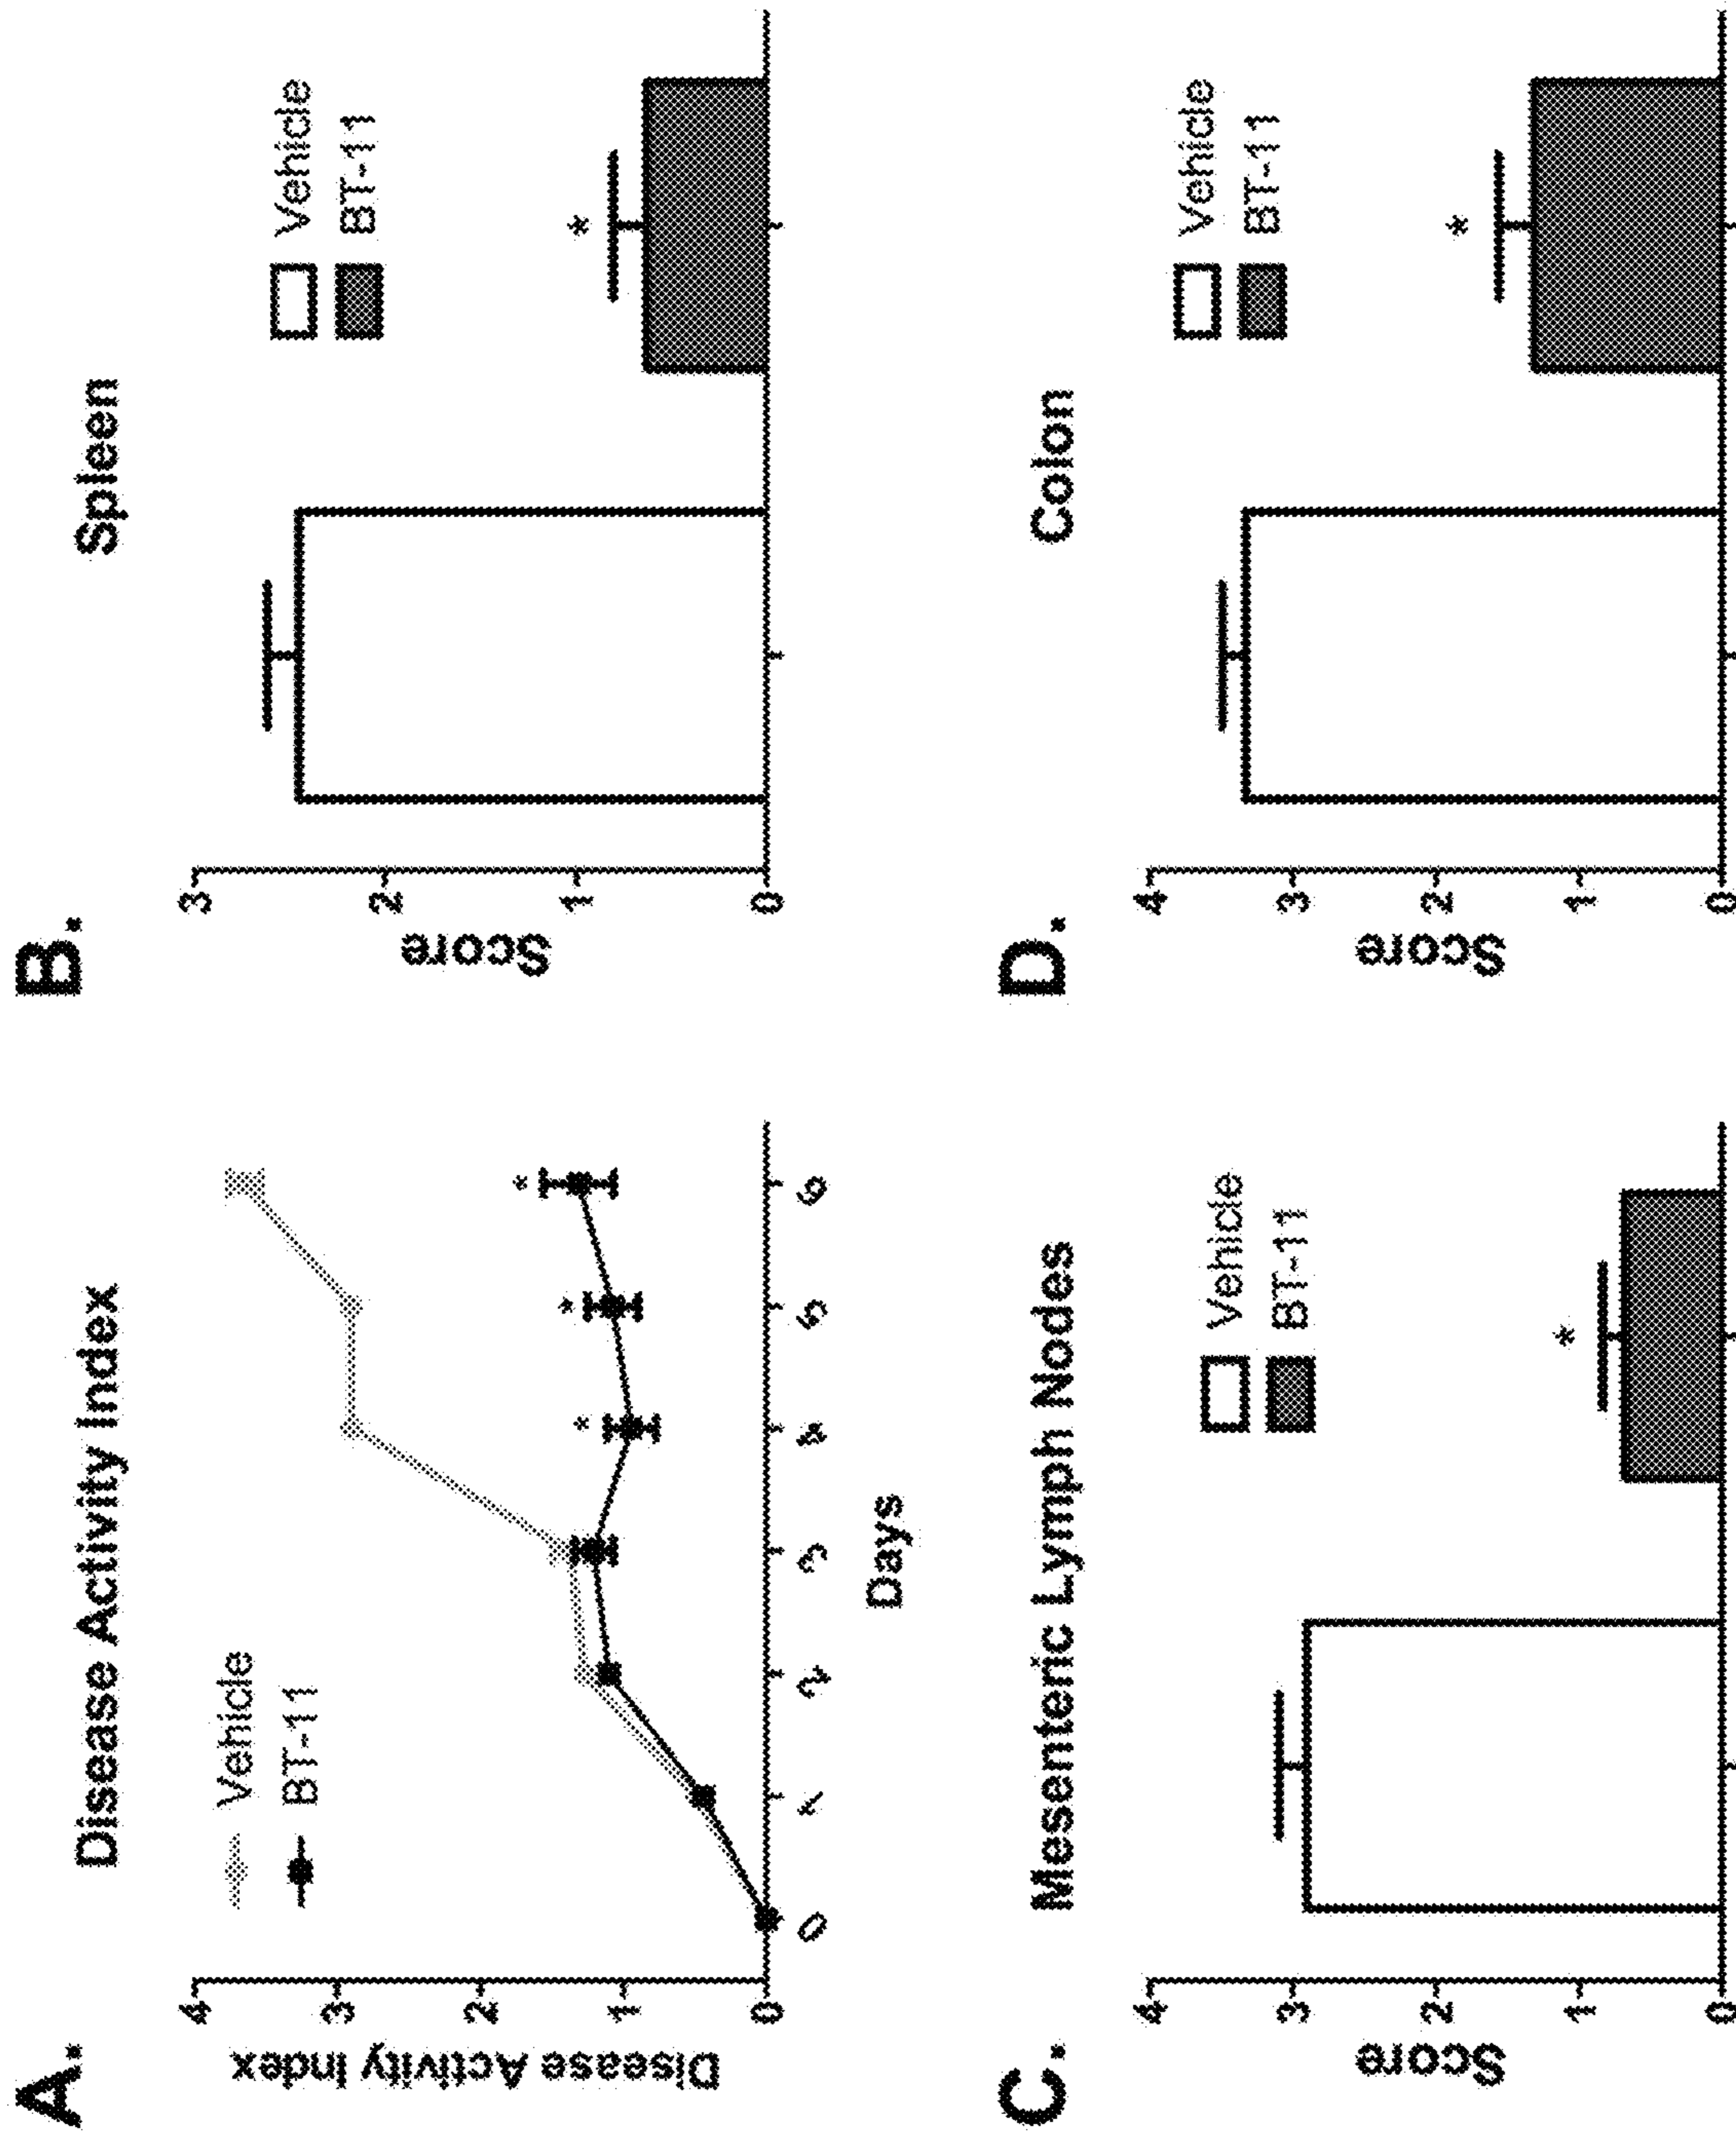 A.
Disease Activity Index
Disease Activity Index
4
3
2
1
0
Vehicle
BT-11
*
*
*
0 1 2 3 4 5 6
Days
B.
Spleen
Score
3
2
1
0
Vehicle
BT-11
*
C.
Mesenteric Lymph Nodes
Score
4
3
2
1
0
Vehicle
BT-11
*
D.
Colon
Score
4
3
2
1
0
Vehicle
BT-11
*